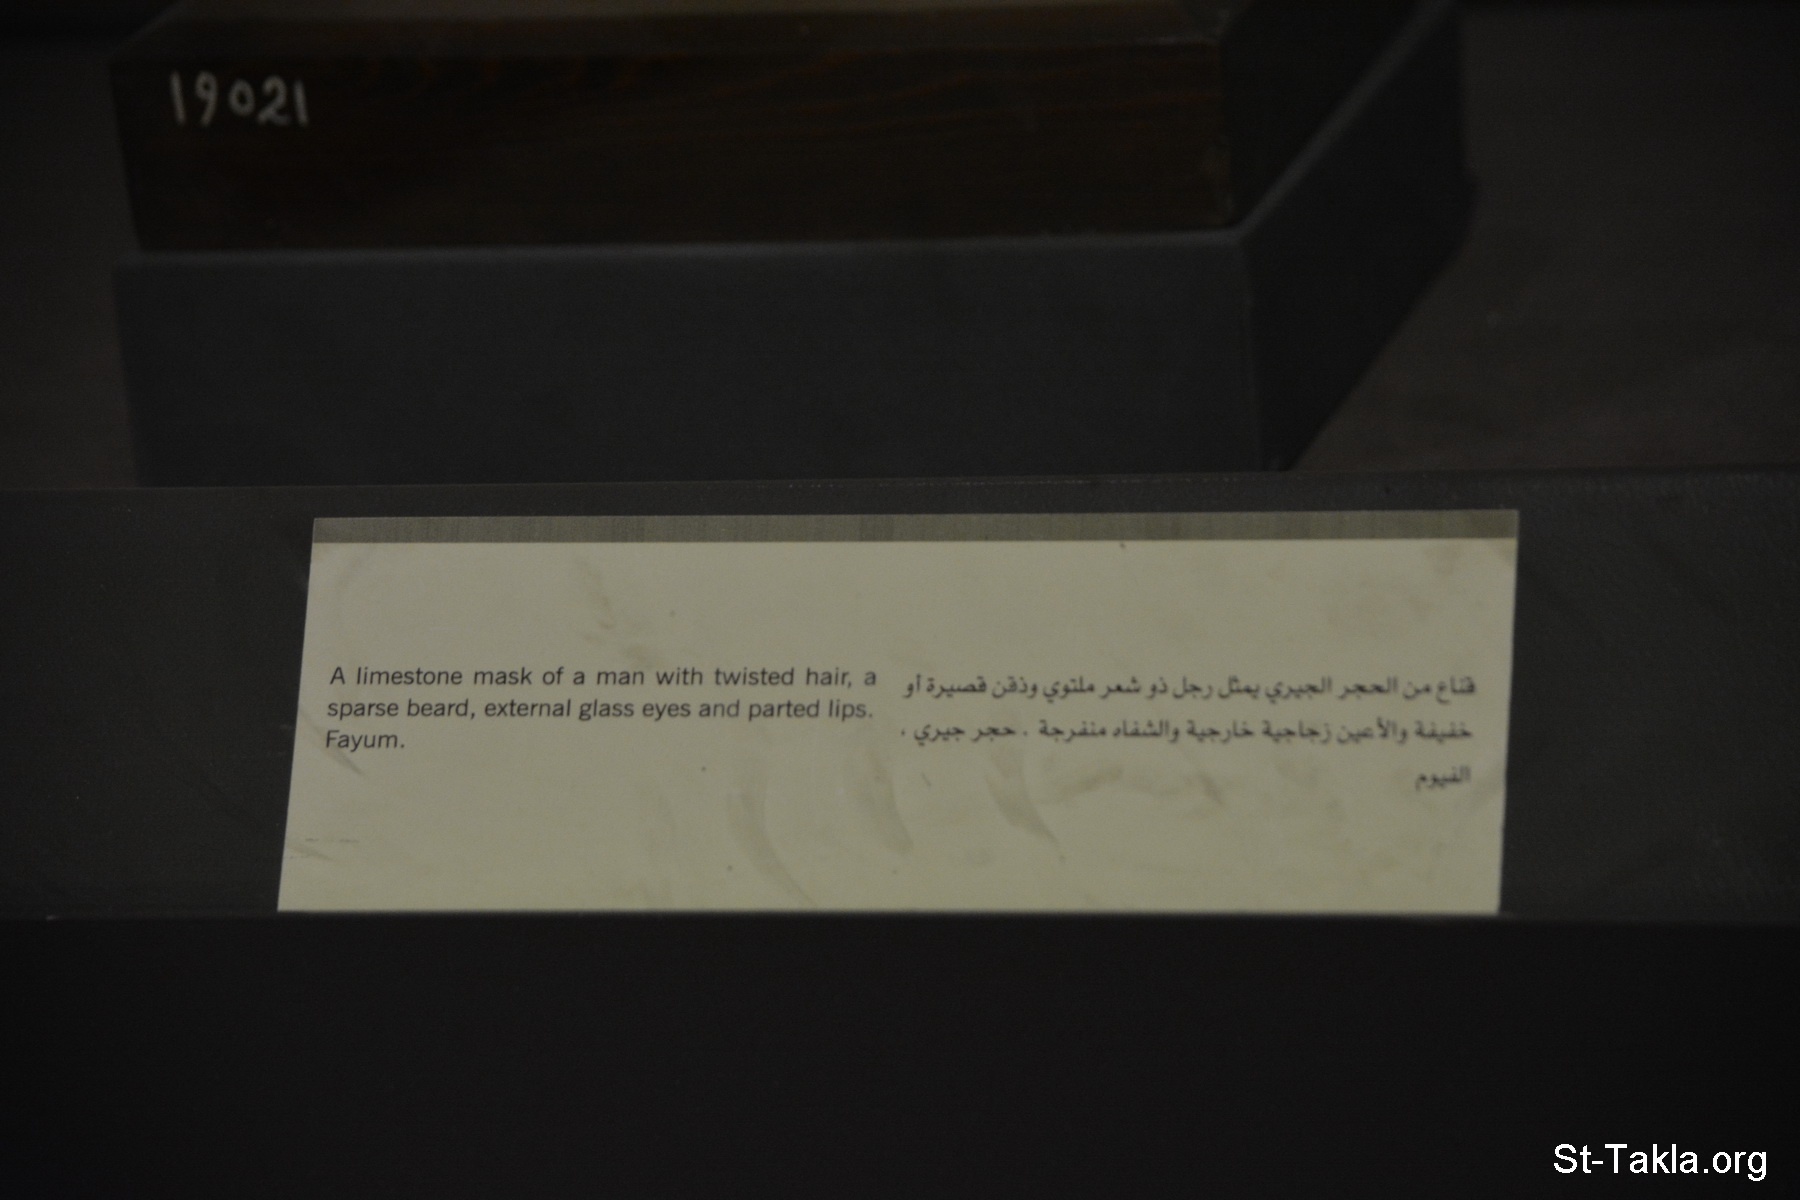 19021
A limestone mask of a man with twisted hair, a
sparse beard, external glass eyes and parted lips.
Fayum.
قناع من الحجر الجيري يمثل رجل ذو شعر ملتوي وذقن قصيرة أو
خفيفة والأعين زجاجية خارجية والشفاه منفرجة . حجر جيري .
الفيوم
St-Takla.org